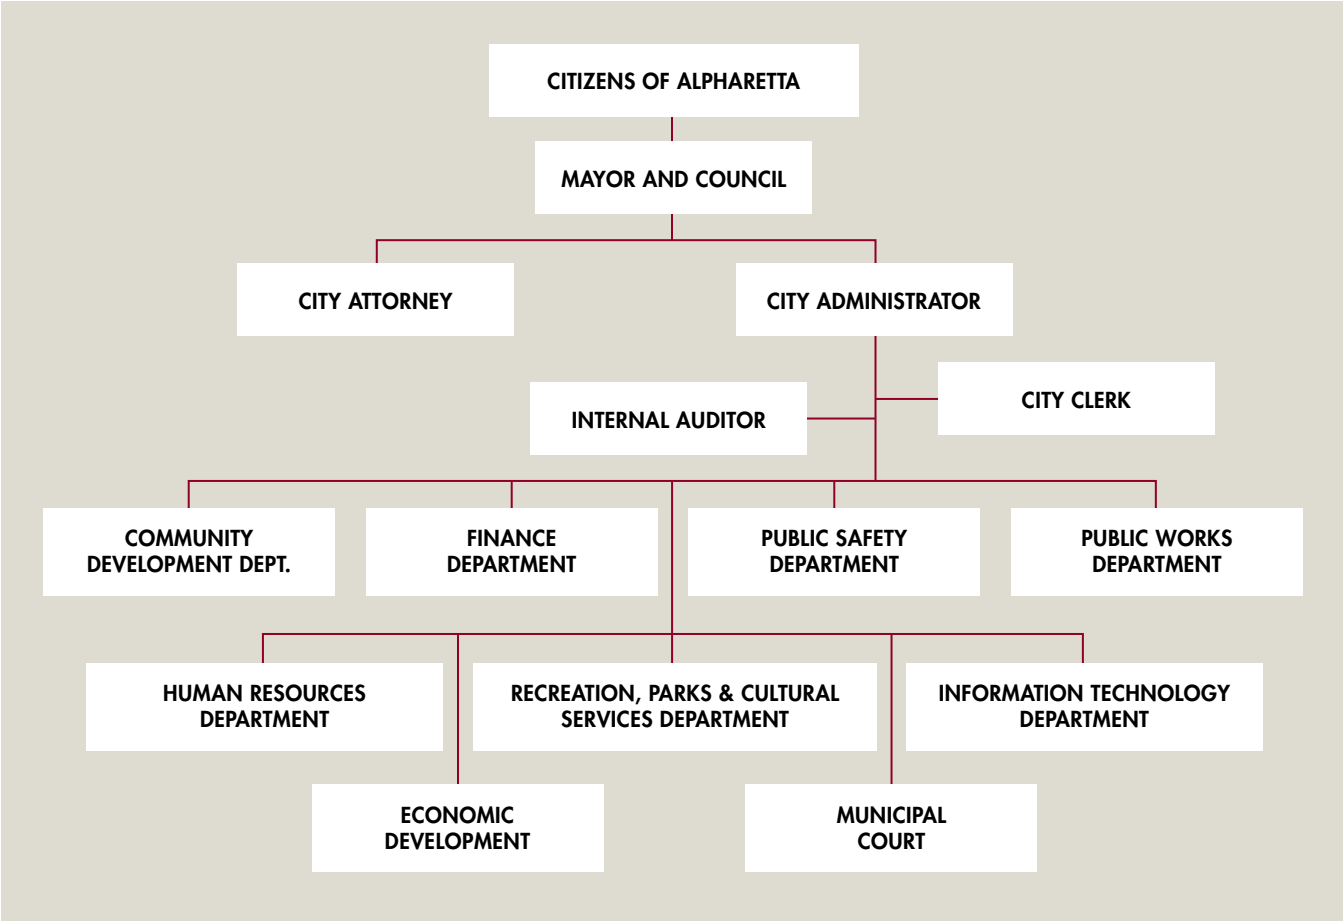 CITIZENS OF ALPHARETTA
MAYOR AND COUNCIL
CITY ATTORNEY
CITY ADMINISTRATOR
CITY CLERK
INTERNAL AUDITOR
COMMUNITY
DEVELOPMENT DEPT.
FINANCE
DEPARTMENT
PUBLIC SAFETY
DEPARTMENT
PUBLIC WORKS
DEPARTMENT
HUMAN RESOURCES
DEPARTMENT
RECREATION, PARKS & CULTURAL
SERVICES DEPARTMENT
INFORMATION TECHNOLOGY
DEPARTMENT
ECONOMIC
DEVELOPMENT
MUNICIPAL
COURT